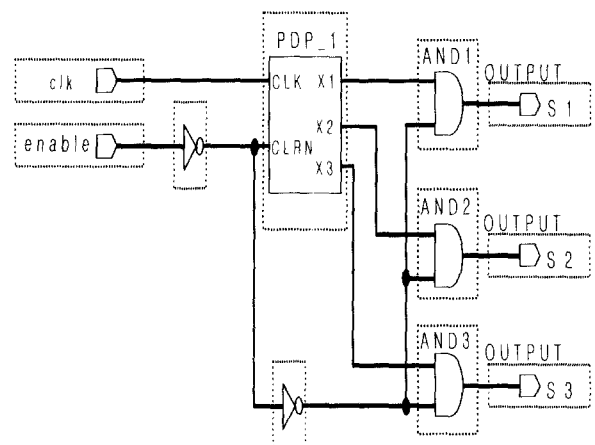 PDP_1
AND1
OUTPUT
clk
CLK X1
S1
X2
enable
CLRN
X3
AND2
OUTPUT
S2
AND3
OUTPUT
S3